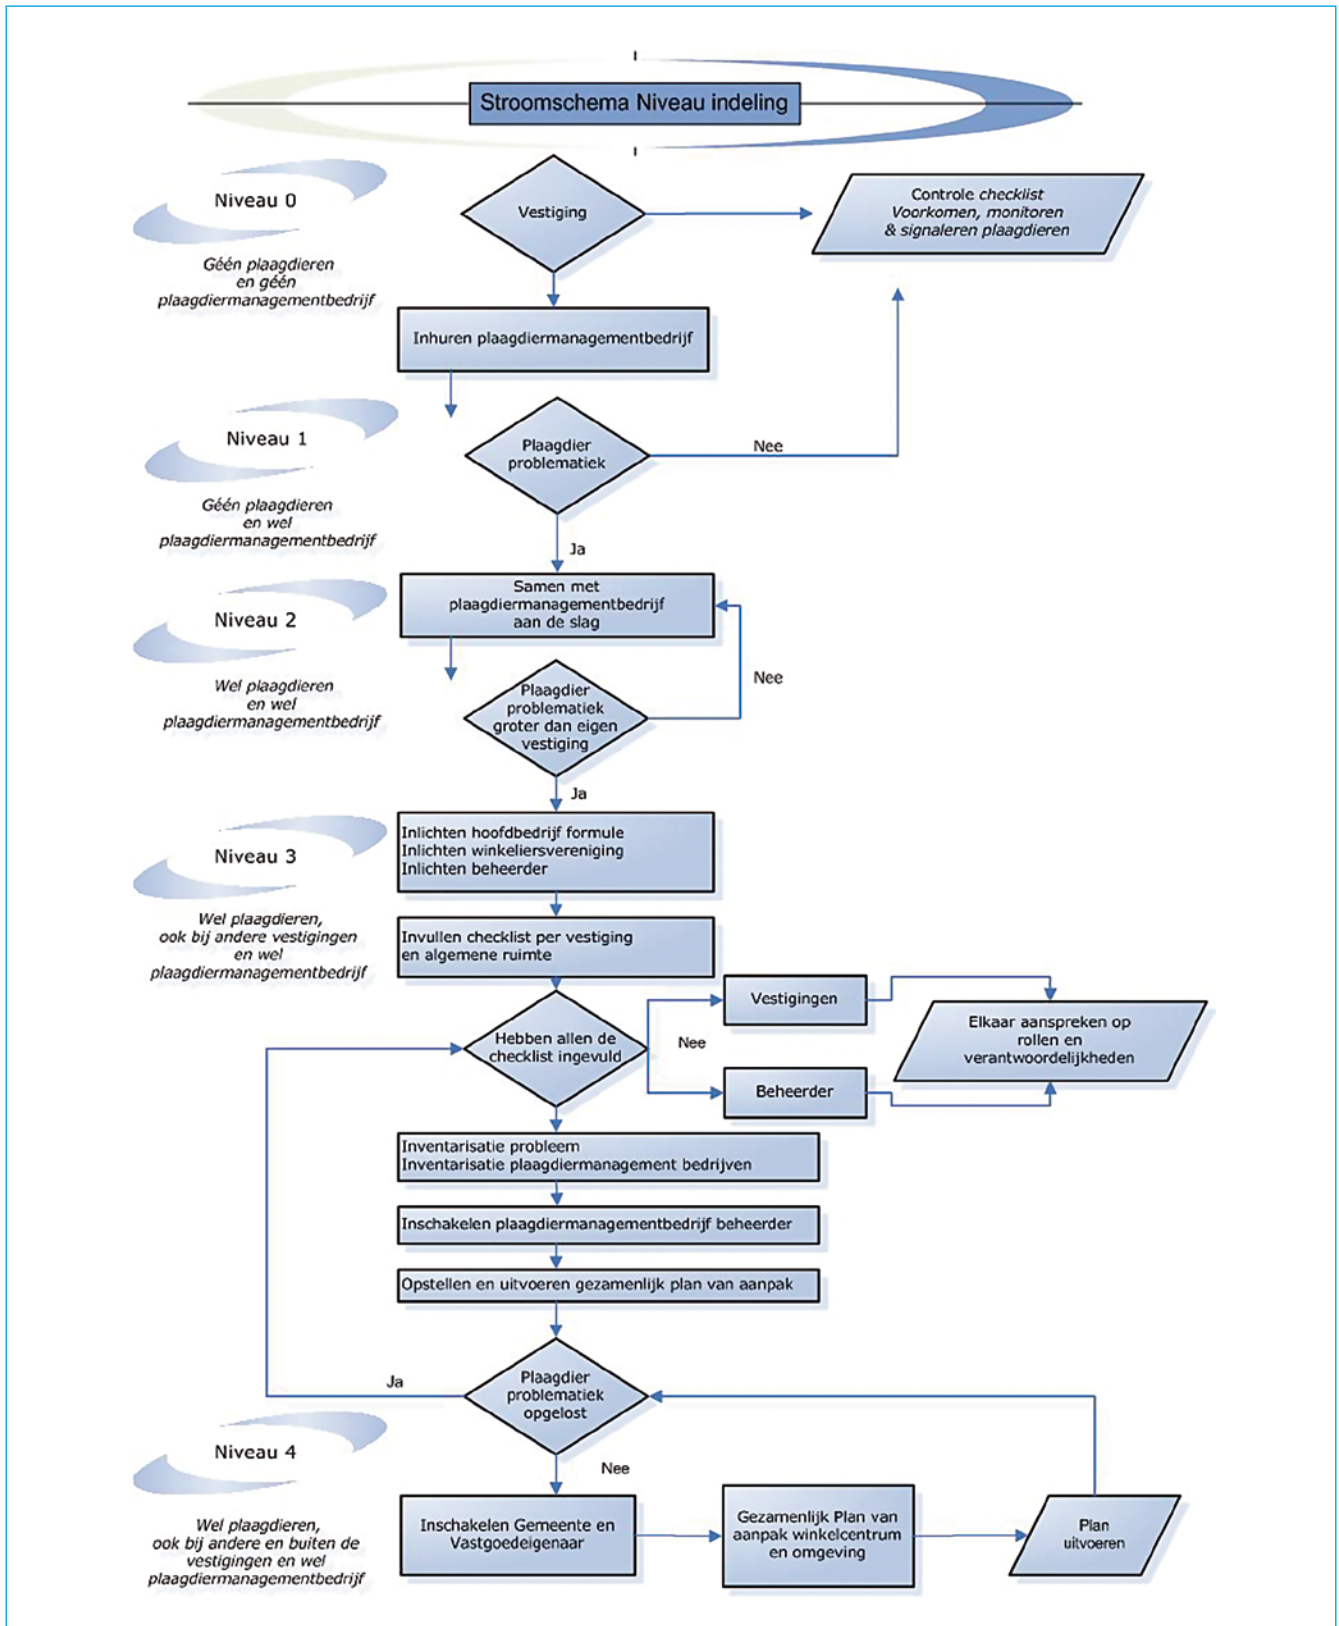 Stroomschema Niveau indeling
Niveau 0
Géén plaagdieren
en géén
plaagdiermanagementbedrijf
Vestiging
Controle checklist
Voorkomen, monitoren
& signaleren plaagdieren
Inhuren plaagdiermanagementbedrijf
Niveau 1
Géén plaagdieren
en wel
plaagdiermanagementbedrijf
Plaagdier
problematiek
Nee
Ja
Niveau 2
Wel plaagdieren
en wel
plaagdiermanagementbedrijf
Samen met
plaagdiermanagementbedrijf
aan de slag
Nee
Plaagdier
problematiek
groter dan eigen
vestiging
Ja
Niveau 3
Wel plaagdieren,
ook bij andere vestigingen
en wel
plaagdiermanagementbedrijf
Inlichten hoofdbedrijf formule
Inlichten winkeliersvereniging
Inlichten beheerder
Invullen checklist per vestiging
en algemene ruimte
Hebben allen de
checklist ingevuld
Nee
Vestigingen
Beheerder
Elkaar aanspreken op
rollen en
verantwoordelijkheden
Inventarisatie probleem
Inventarisatie plaagdiermanagement bedrijven
Inschakelen plaagdiermanagementbedrijf beheerder
Opstellen en uitvoeren gezamenlijk plan van aanpak
Ja
Plaagdier
problematiek
opgelost
Nee
Niveau 4
Wel plaagdieren,
ook bij andere en buiten de
vestigingen en wel
plaagdiermanagementbedrijf
Inschakelen Gemeente en
Vastgoedeigenaar
Gezamenlijk Plan van
aanpak winkelcentrum
en omgeving
Plan
uitvoeren